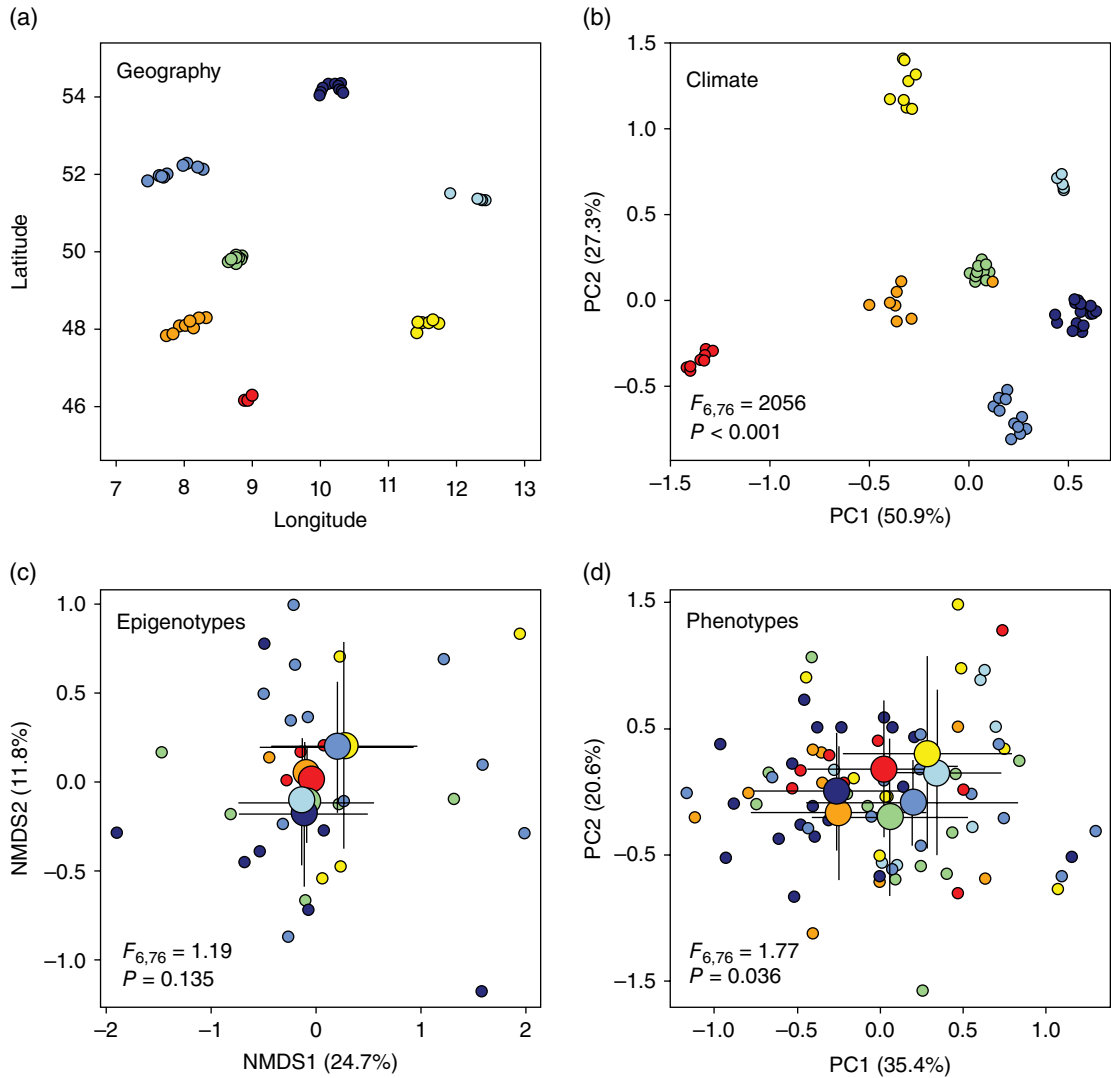 (a)
Geography
54
52
50
48
46
Latitude
7 8 9 10 11 12 13
Longitude
(b)
Climate
1.5
1.0
0.5
0.0
−0.5
PC2 (27.3%)
F6,76 = 2056
P < 0.001
−1.5 −1.0 −0.5 0.0 0.5
PC1 (50.9%)
(c)
Epigenotypes
1.0
0.5
0.0
−0.5
−1.0
NMDS2 (11.8%)
F6,76 = 1.19
P = 0.135
−2 −1 0 1 2
NMDS1 (24.7%)
(d)
Phenotypes
1.5
0.5
−0.5
−1.5
PC2 (20.6%)
F6,76 = 1.77
P = 0.036
−1.0 −0.5 0.0 0.5 1.0
PC1 (35.4%)